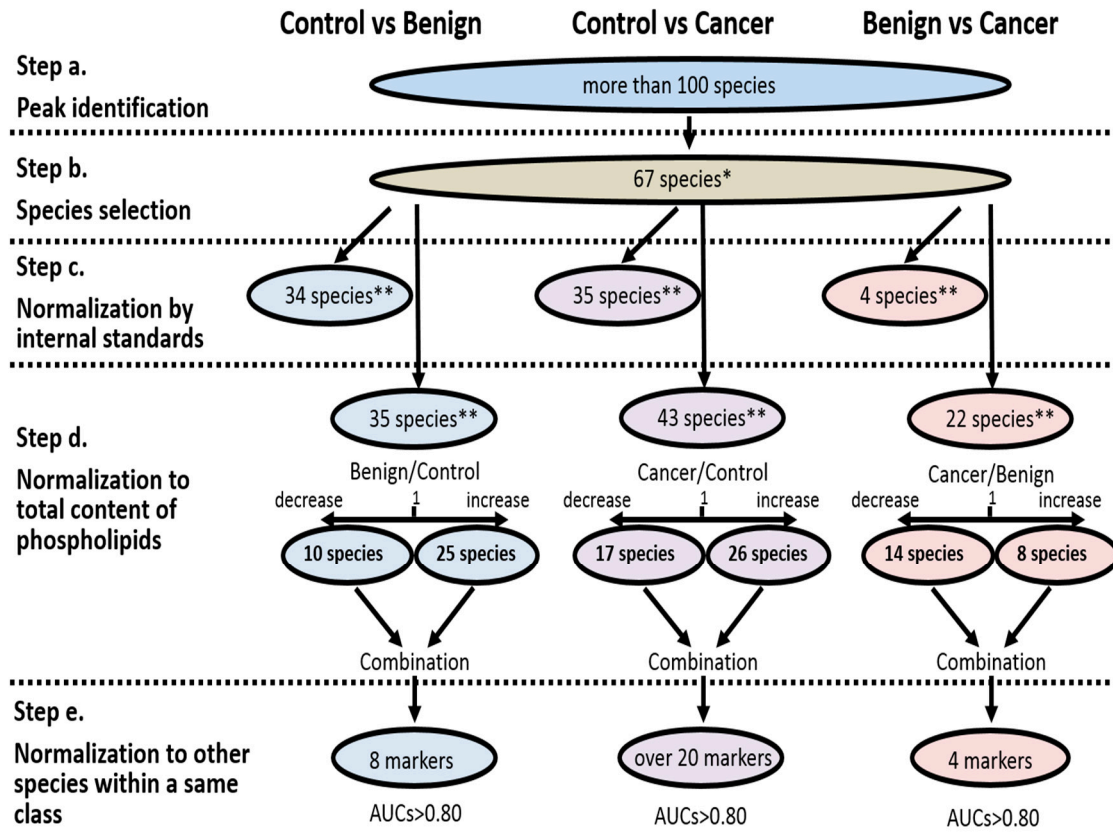 Control vs Benign
Control vs Cancer
Benign vs Cancer
Step a.
Peak identification
more than 100 species
Step b.
Species selection
67 species*
Step c.
Normalization by
internal standards
34 species**
35 species**
4 species**
Step d.
Normalization to
total content of
phospholipids
35 species**
43 species**
22 species**
Benign/Control
Cancer/Control
Cancer/Benign
decrease 1 increase
decrease 1 increase
decrease 1 increase
10 species
25 species
17 species
26 species
14 species
8 species
Combination
Combination
Combination
Step e.
Normalization to other
species within a same
class
8 markers
over 20 markers
4 markers
AUCs>0.80
AUCs>0.80
AUCs>0.80